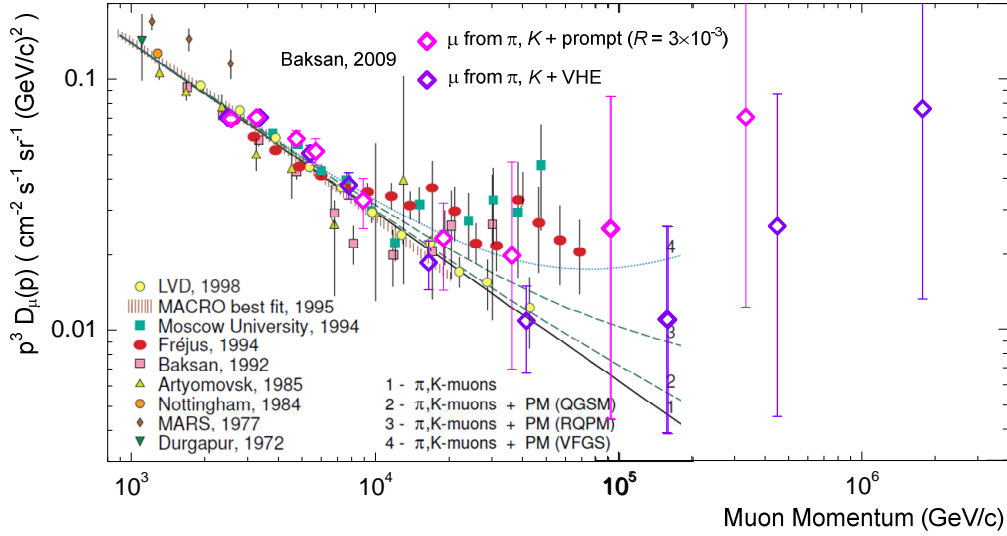 p³ Dμ(p) ( cm⁻² s⁻¹ sr⁻¹ (GeV/c)²)
0.1
0.01
Baksan, 2009
μ from π, K + prompt (R = 3×10⁻³)
μ from π, K + VHE
LVD, 1998
MACRO best fit, 1995
Moscow University, 1994
Fréjus, 1994
Baksan, 1992
Artyomovsk, 1985
Nottingham, 1984
MARS, 1977
Durgapur, 1972
1 - π,K-muons
2 - π,K-muons + PM (QGSM)
3 - π,K-muons + PM (RQPM)
4 - π,K-muons + PM (VFGS)
4
3
2
1
10³ 10⁴ 10⁵ 10⁶
Muon Momentum (GeV/c)